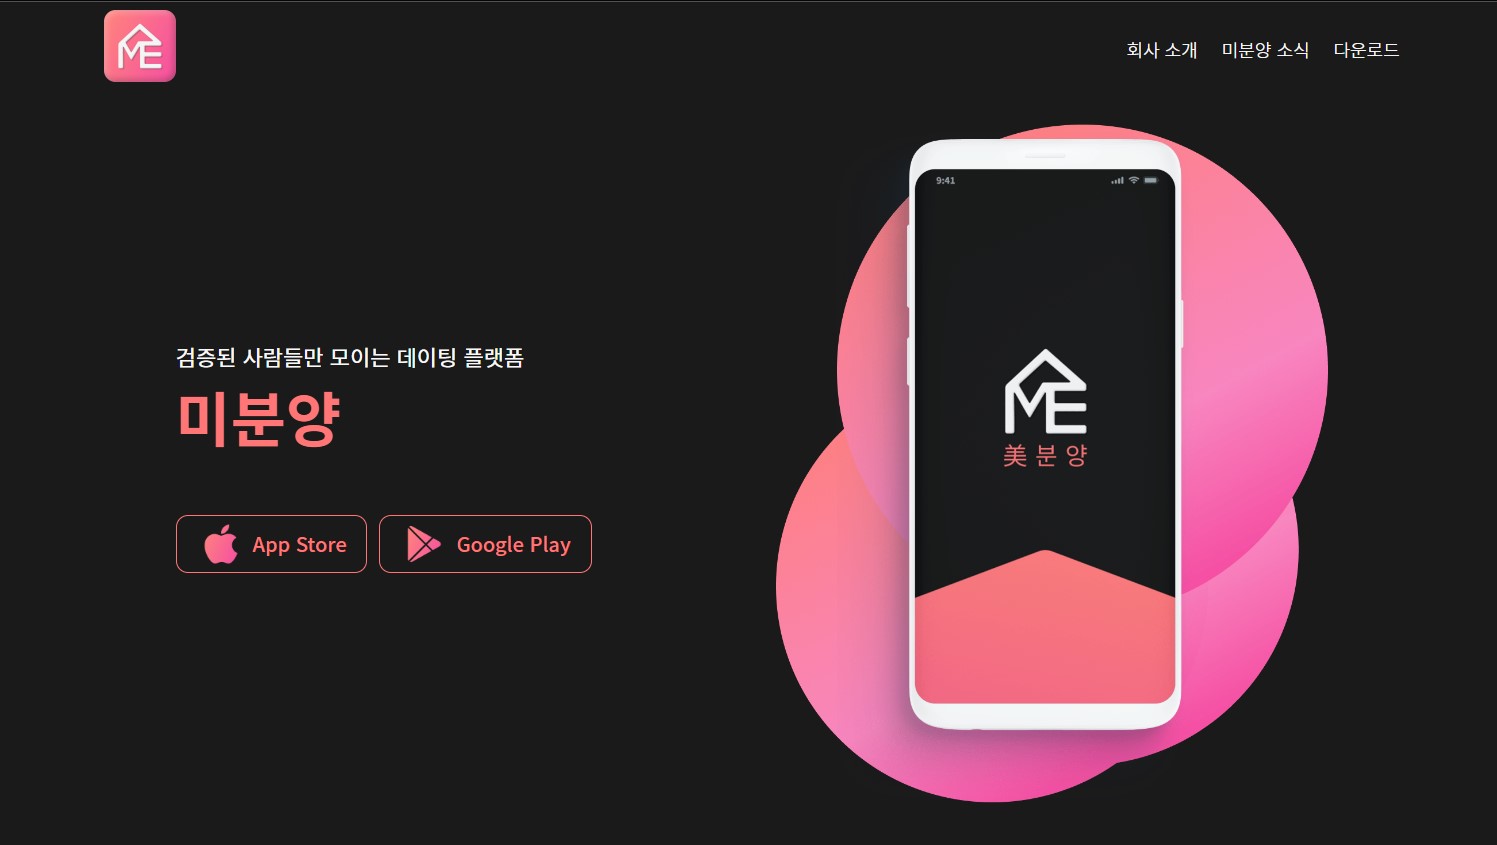 ME
회사 소개 미분양 소식 다운로드
9:41
ME
美분양
검증된 사람들만 모이는 데이팅 플랫폼
미분양
App Store
Google Play